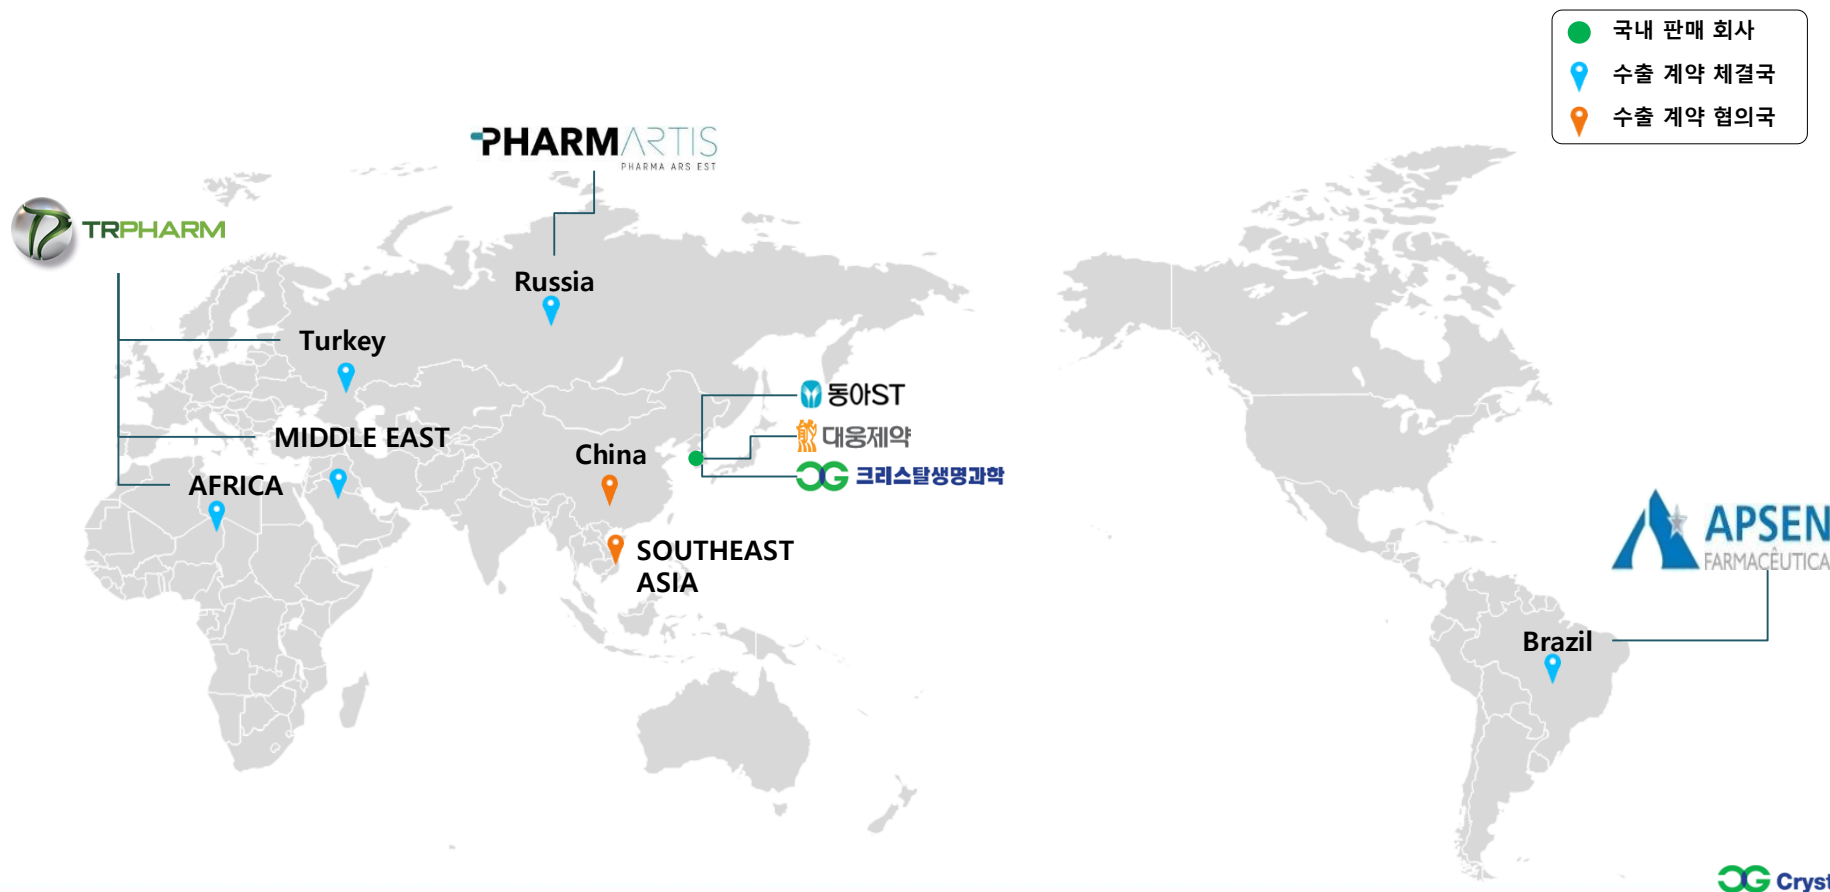 국내 판매 회사
수출 계약 체결국
수출 계약 협의국
PHARMARTIS
PHARMA ARS EST
TRPHARM
Russia
Turkey
동아ST
대웅제약
크리스탈생명과학
MIDDLE EAST
China
AFRICA
SOUTHEAST
ASIA
APSEN
FARMACÊUTICA
Brazil
CG Cryst